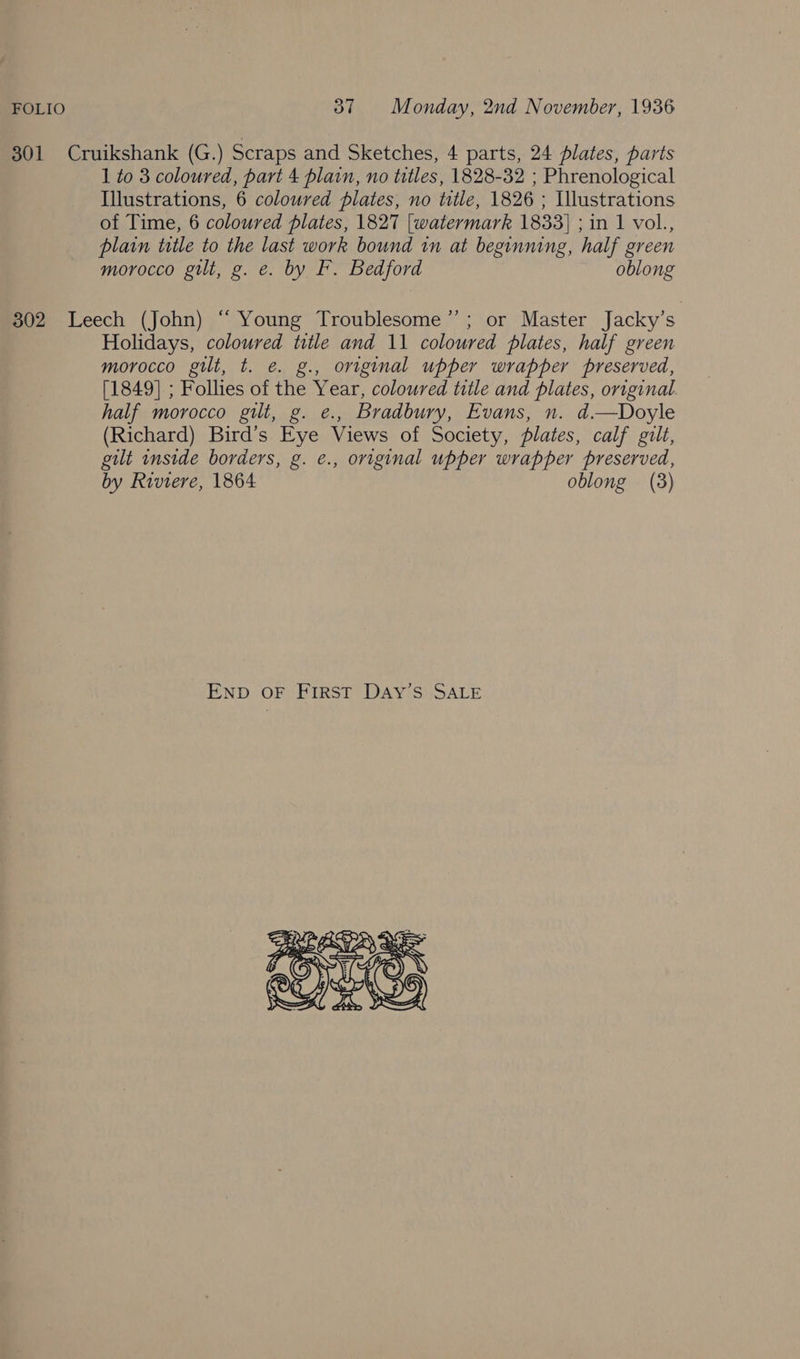 FOLIO 37 Monday, 2nd November, 1936
301 Cruikshank (G.) Scraps and Sketches, 4 parts, 24 plates, parts
1 to 3 coloured, part 4 plain, no titles, 1828-32 ; Phrenological
Illustrations, 6 coloured plates, no title, 1826 ; Illustrations
of Time, 6 coloured plates, 1827 [watermark 1833] ; in 1 vol.,
plain title to the last work bound in at beginning, half green
morocco gilt, g. e. by F. Bedford oblong
302 Leech (John) “ Young Troublesome ” ; or Master Jacky’s
Holidays, coloured title and 11 coloured plates, half green
morocco gilt, t. e. g., original upper wrapper preserved,
[1849] ; Follies of the Year, coloured title and plates, original
half morocco gilt, g. e., Bradbury, Evans, n. d.—Doyle
(Richard) Bird’s Eye Views of Society, plates, calf gilt,
gilt inside borders, g. e., original upper wrapper preserved,
by Riviere, 1864 oblong (3)
END OF FIRST DAY’S SALE